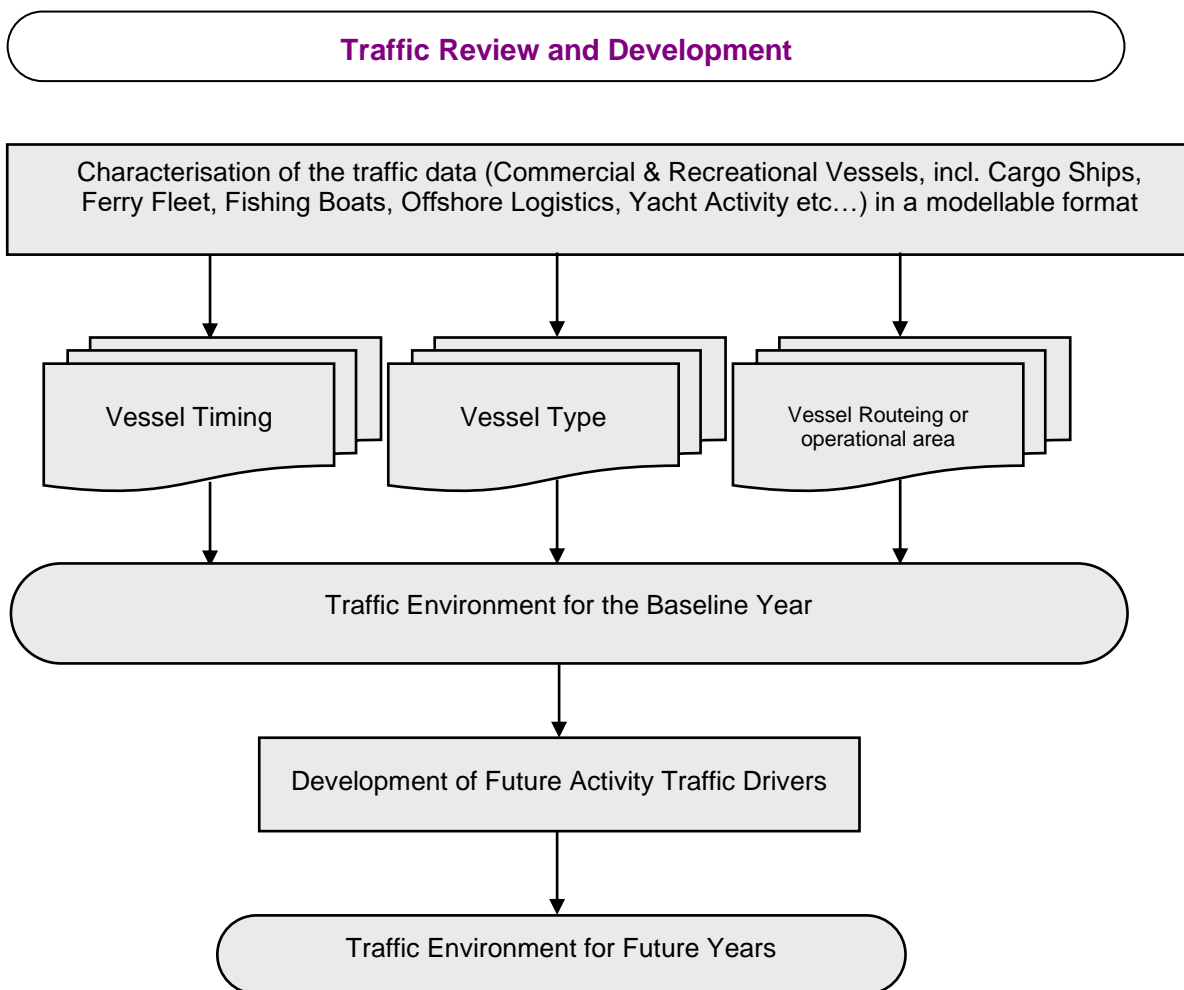 Traffic Review and Development
Characterisation of the traffic data (Commercial & Recreational Vessels, incl. Cargo Ships,
Ferry Fleet, Fishing Boats, Offshore Logistics, Yacht Activity etc…) in a modellable format
Vessel Timing
Vessel Type
Vessel Routeing or
operational area
Traffic Environment for the Baseline Year
Development of Future Activity Traffic Drivers
Traffic Environment for Future Years